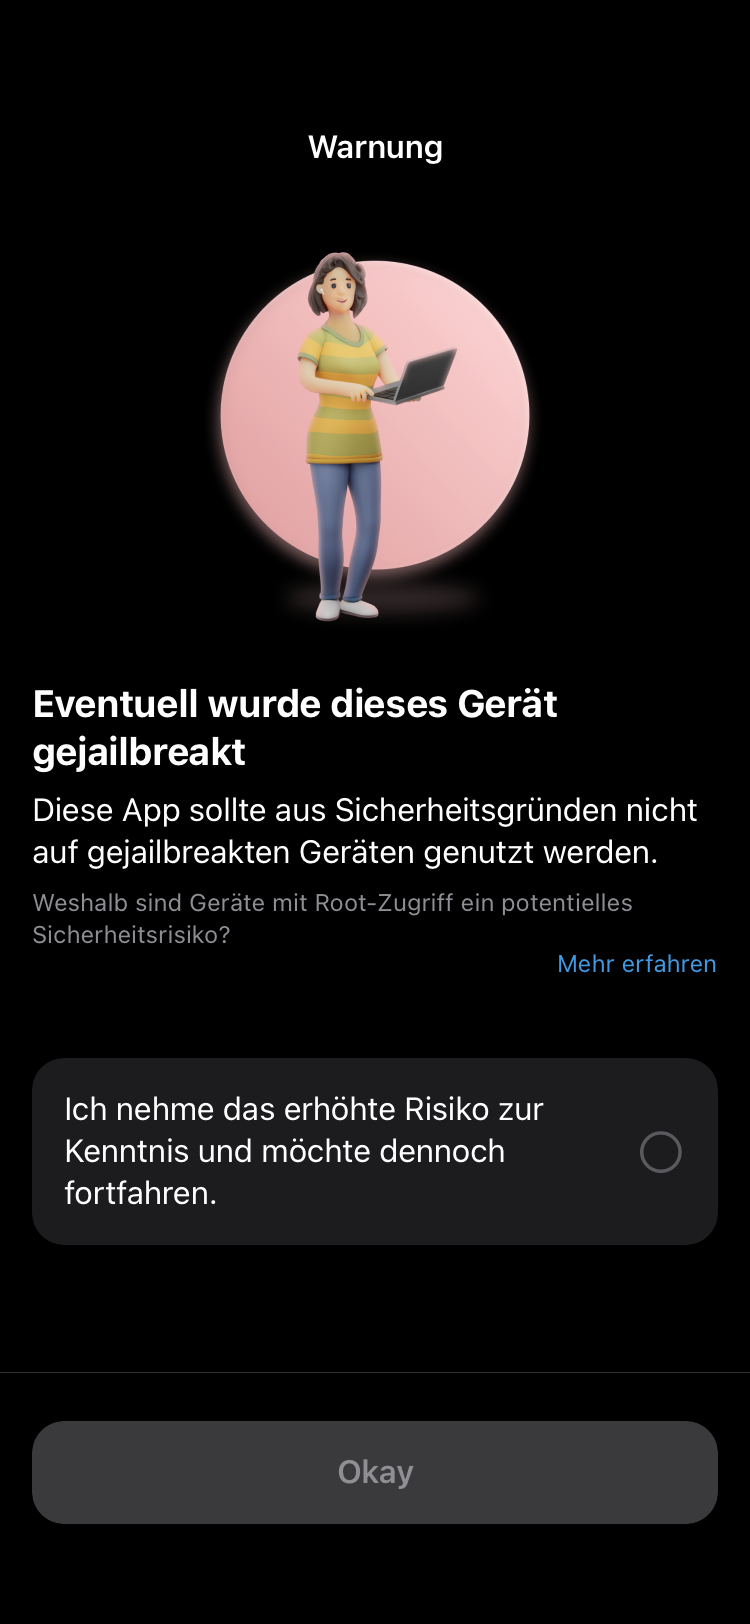 Warnung
Eventuell wurde dieses Gerät
gejailbreakt
Diese App sollte aus Sicherheitsgründen nicht
auf gejailbreakten Geräten genutzt werden.
Weshalb sind Geräte mit Root-Zugriff ein potentielles
Sicherheitsrisiko?
Mehr erfahren
Ich nehme das erhöhte Risiko zur
Kenntnis und möchte dennoch
fortfahren.
Okay